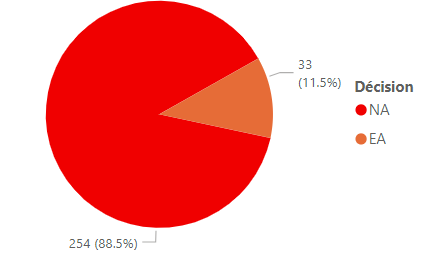 33
(11.5%)
Décision
NA
EA
254 (88.5%)